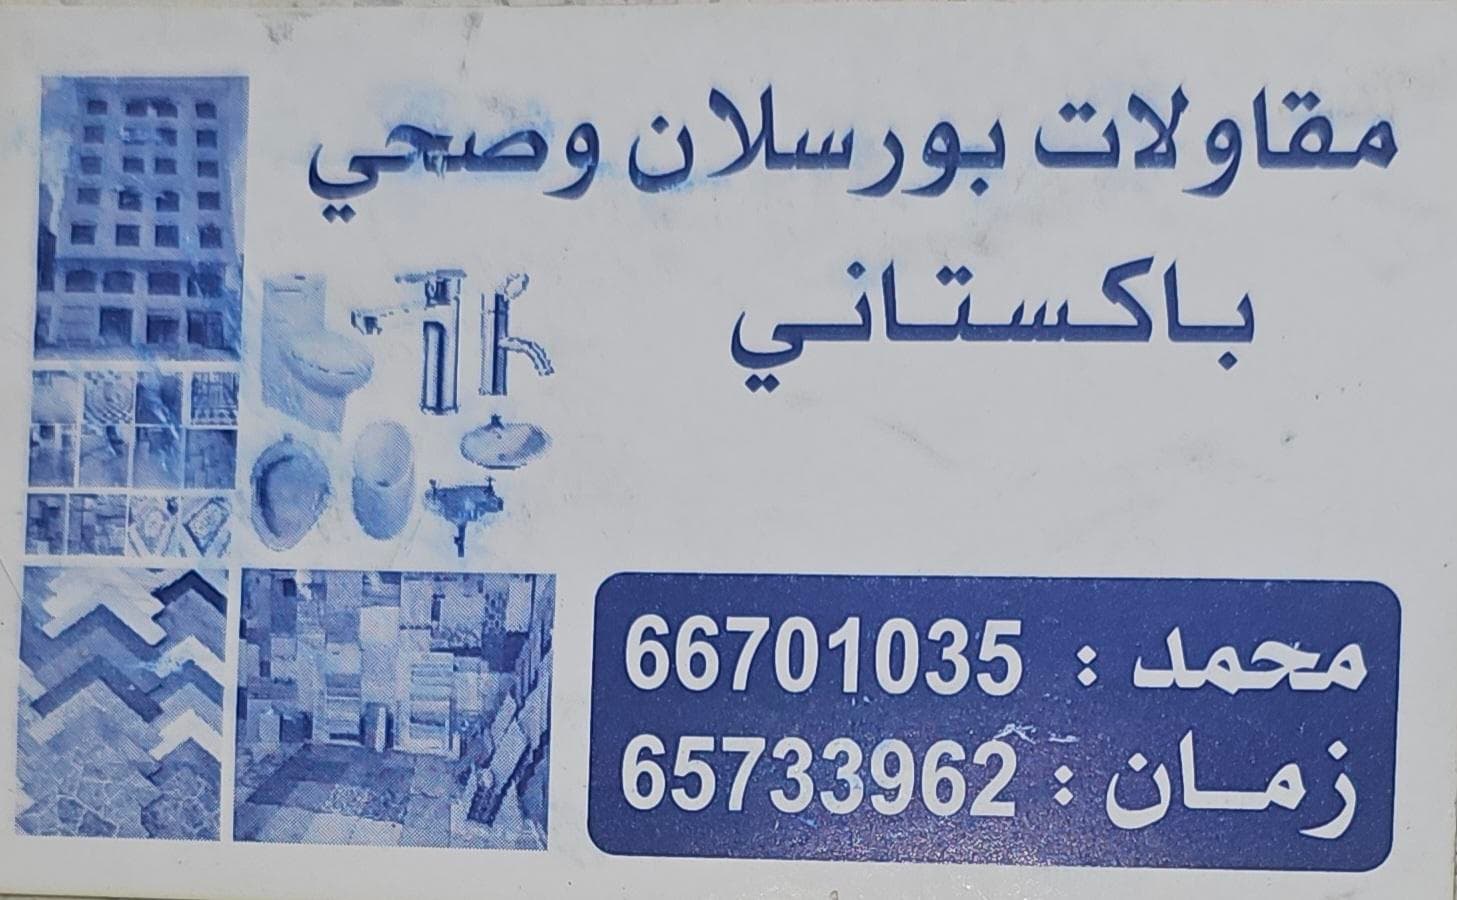 مقاولات بورسلان وصحي
باكستاني
محمد : 66701035
زمان : 65733962